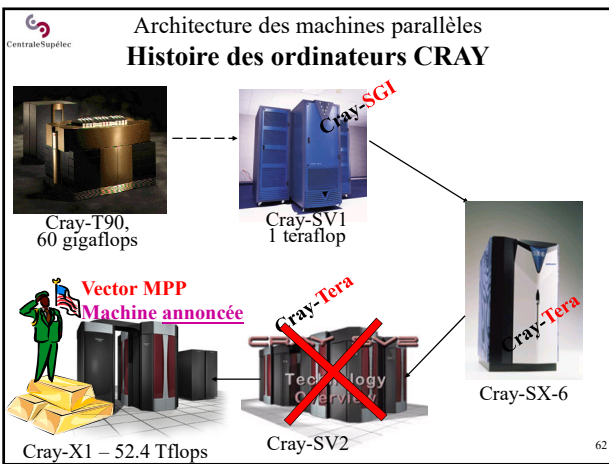 CentraleSupélec
Architecture des machines parallèles
Histoire des ordinateurs CRAY
Cray-SGI
Cray-T90,
60 gigaflops
Cray-SV1
1 teraflop
Cray-Tera
Cray-SX-6
Vector MPP
Machine annoncée
Cray-Tera
CRAY SV2
Technology
Overview
Cray-X1 – 52.4 Tflops
Cray-SV2
62